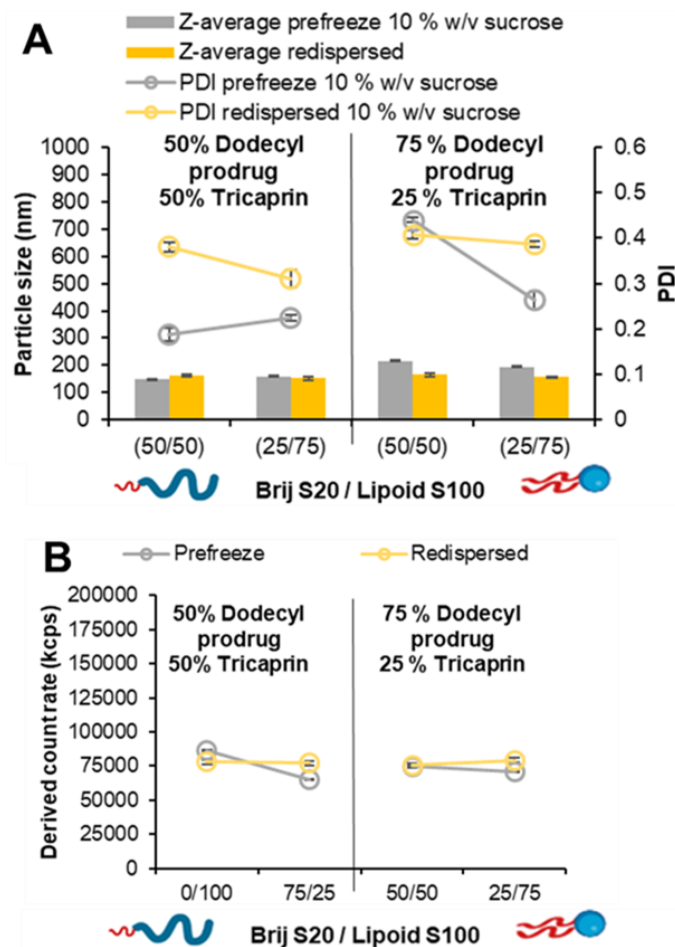 A
Z-average prefreeze 10 % w/v sucrose
Z-average redispersed
PDI prefreeze 10 % w/v sucrose
PDI redispersed 10 % w/v sucrose
50% Dodecyl
prodrug
50% Tricaprin
75 % Dodecyl
prodrug
25 % Tricaprin
Particle size (nm)
1000
900
800
700
600
500
400
300
200
100
0
PDI
0.6
0.5
0.4
0.3
0.2
0.1
0
(50/50)
(25/75)
(50/50)
(25/75)
Brij S20 / Lipoid S100
B
Prefreeze
Redispersed
50% Dodecyl
prodrug
50% Tricaprin
75 % Dodecyl
prodrug
25 % Tricaprin
Derived count rate (kcps)
200000
175000
150000
125000
100000
75000
50000
25000
0
0/100
75/25
50/50
25/75
Brij S20 / Lipoid S100